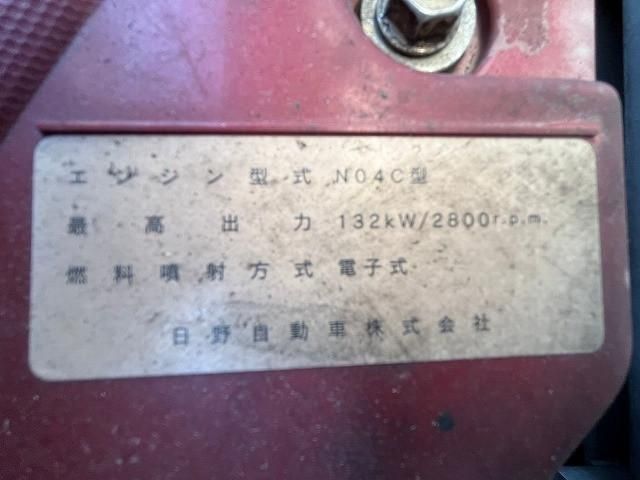 エンジン型式 N04C型
最高出力 132kW/2800r.p.m.
燃料噴射方式 電子式
日野自動車株式会社